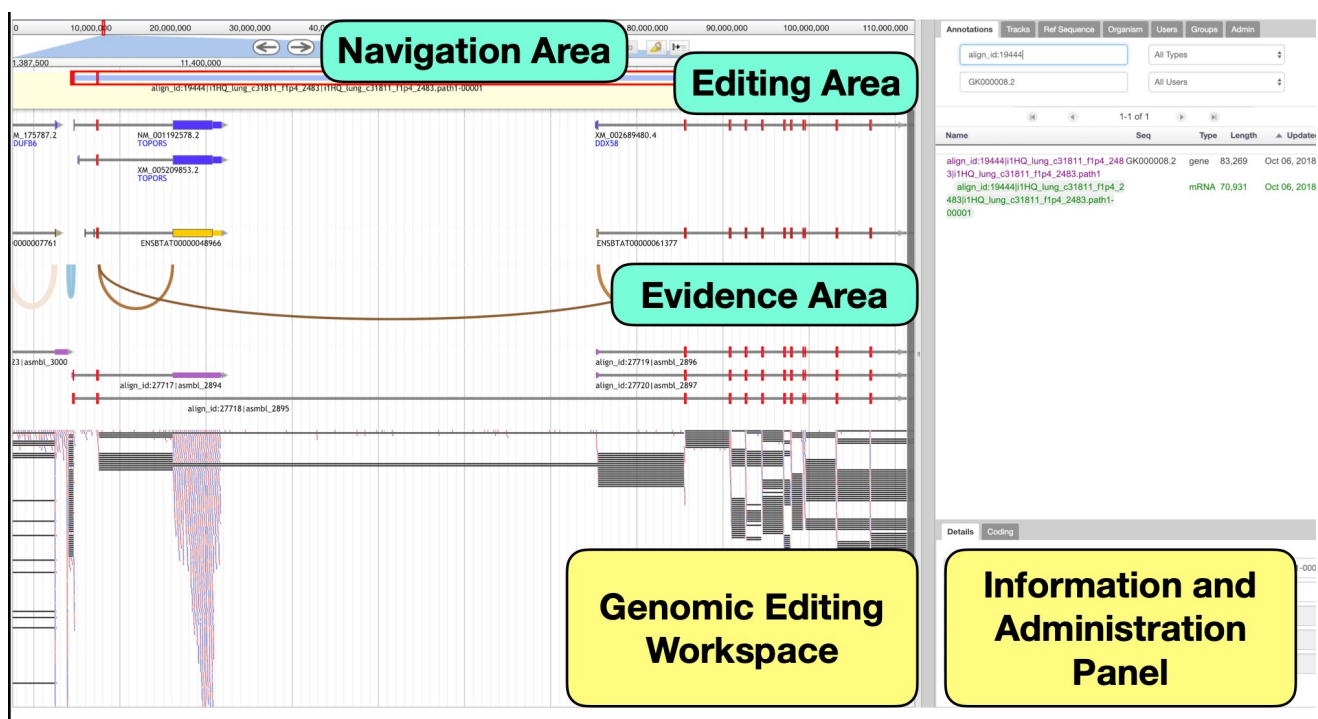 0 10,000,000 20,000,000 30,000,000 80,000,000 90,000,000 100,000,000 110,000,000
Navigation Area
1,387,500 11,400,000
Editing Area
align_id:19444|i1HQ_lung_c31811_f1p4_2483|i1HQ_lung_c31811_f1p4_2483.path1-00001
M_175787.2 NM_001192578.2 XM_002689480.4
DUFB6 TOPORS DDX58
XM_005209853.2
TOPORS
00000007761 ENSBTAT00000048966 ENSBTAT00000061377
Evidence Area
23|asmbl_3000 align_id:27719|asmbl_2896
align_id:27717|asmbl_2894 align_id:27720|asmbl_2897
align_id:27718|asmbl_2895
Genomic Editing
Workspace
Annotations Tracks Ref Sequence Organism Users Groups Admin
align_id:19444 All Types
GK000008.2 All Users
1-1 of 1
Name Seq Type Length Updated
align_id:19444|i1HQ_lung_c31811_f1p4_248 GK000008.2 gene 83,269 Oct 06, 2018
3|i1HQ_lung_c31811_f1p4_2483.path1
align_id:19444|i1HQ_lung_c31811_f1p4_2 mRNA 70,931 Oct 06, 2018
483|i1HQ_lung_c31811_f1p4_2483.path1-
00001
Details Coding
Information and
Administration
Panel